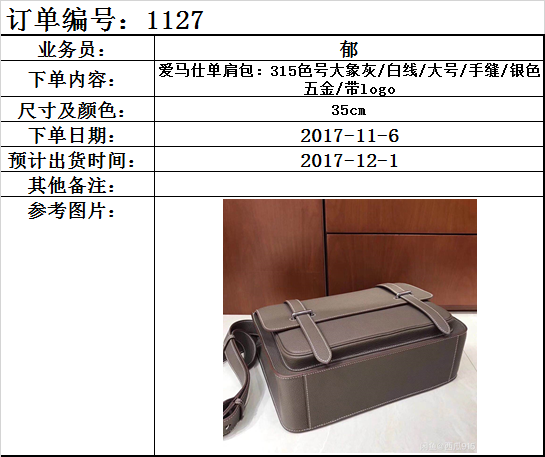 订单编号：1127
业务员： 郁
下单内容： 爱马仕单肩包：315色号大象灰/白线/大号/手缝/银色
五金/带logo
尺寸及颜色： 35cm
下单日期： 2017-11-6
预计出货时间： 2017-12-1
其他备注：
参考图片：